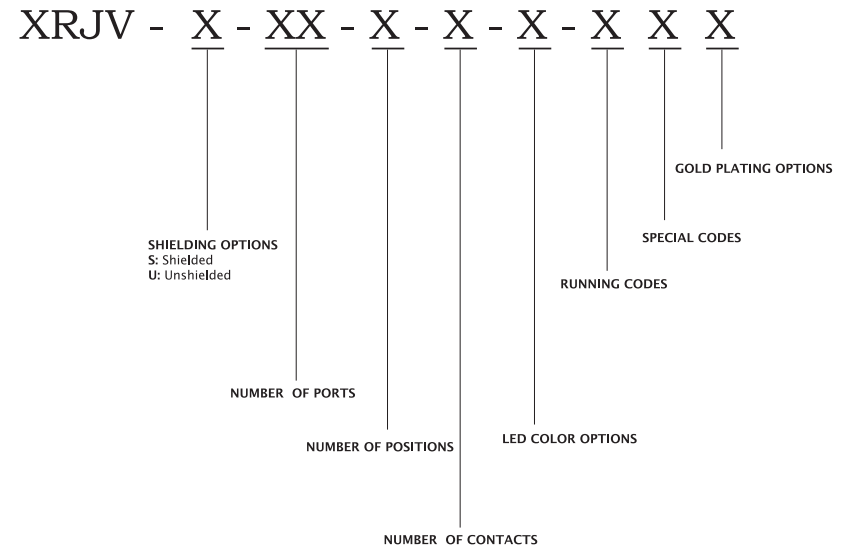 XRJV - X - XX - X - X - X - X X X
GOLD PLATING OPTIONS
SPECIAL CODES
SHIELDING OPTIONS
S: Shielded
U: Unshielded
RUNNING CODES
NUMBER OF PORTS
LED COLOR OPTIONS
NUMBER OF POSITIONS
NUMBER OF CONTACTS